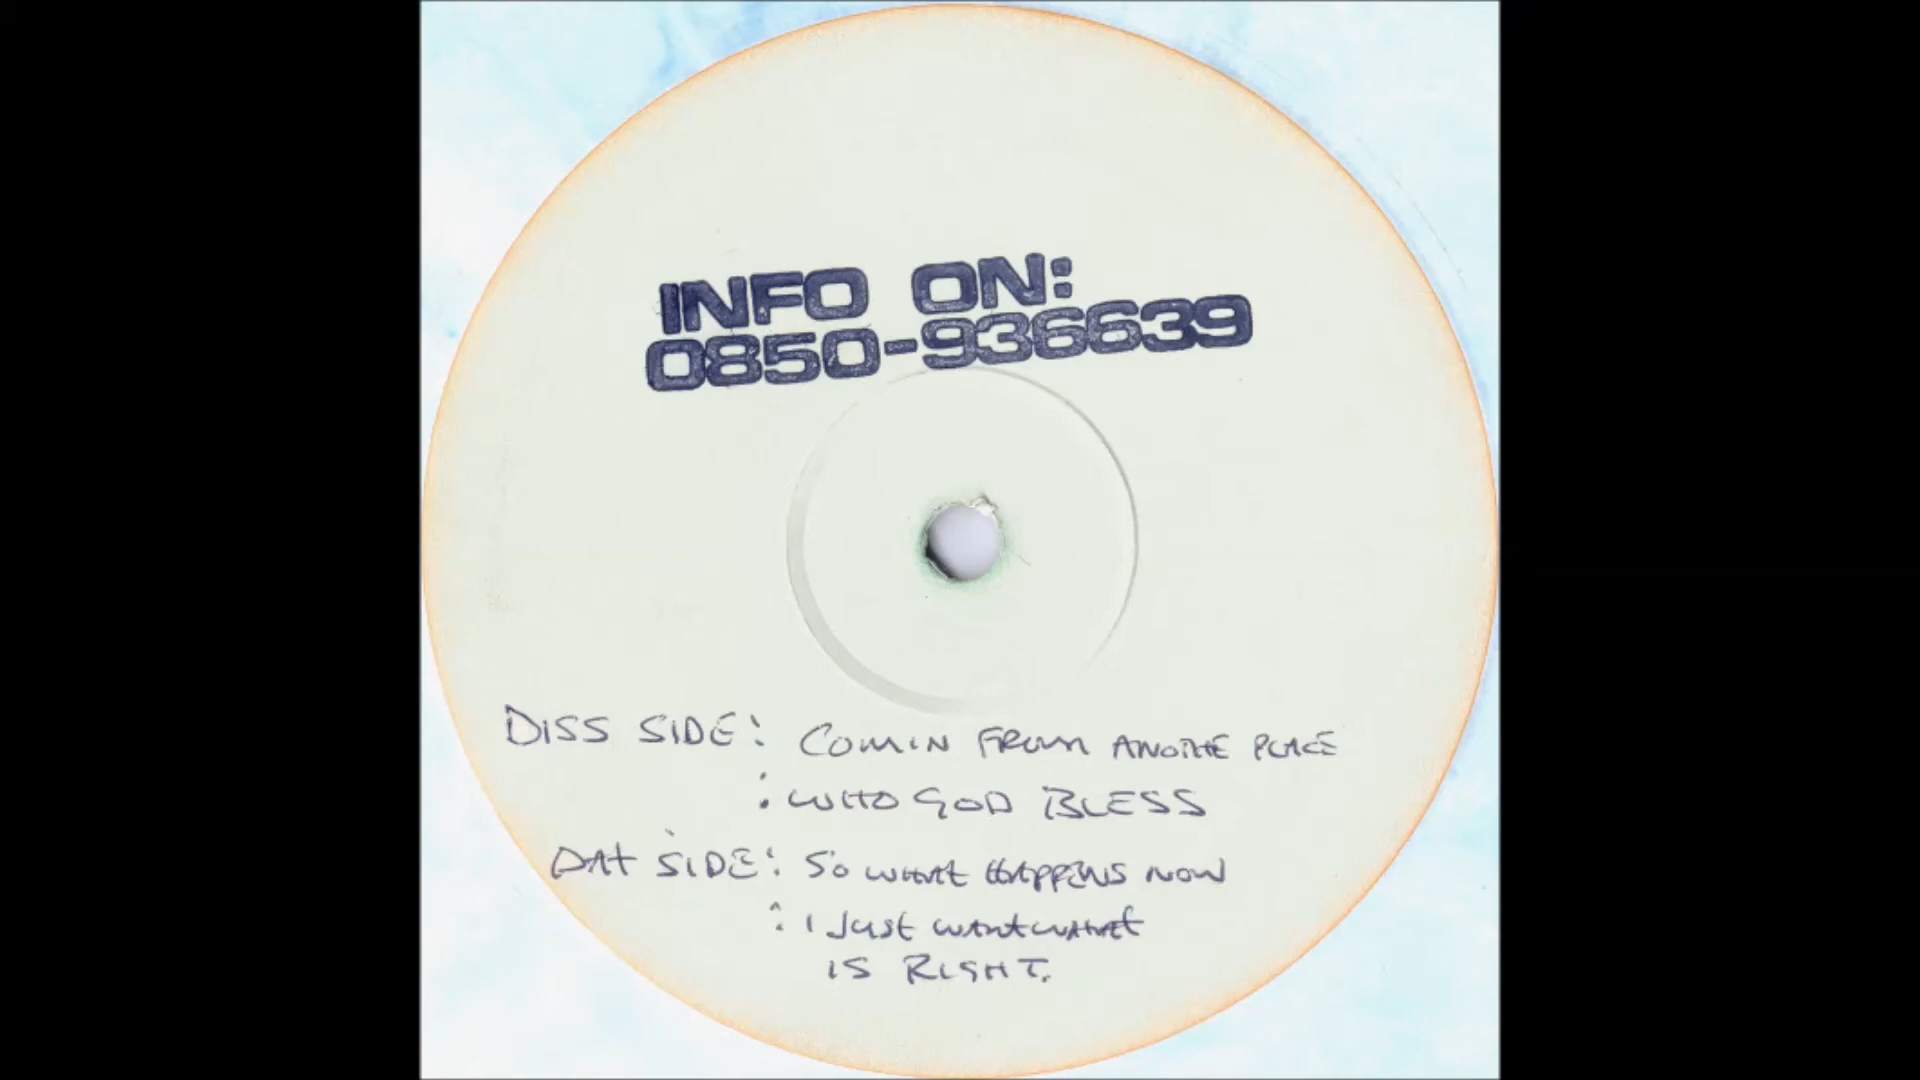 INFO ON:
0850-936639
DISS SIDE: COMIN FROM ANOTHE PLACE
: WHO GOD BLESS
DAT SIDE: SO WHAT HAPPENS NOW
: I JUST WANT WHAT
IS RIGHT.